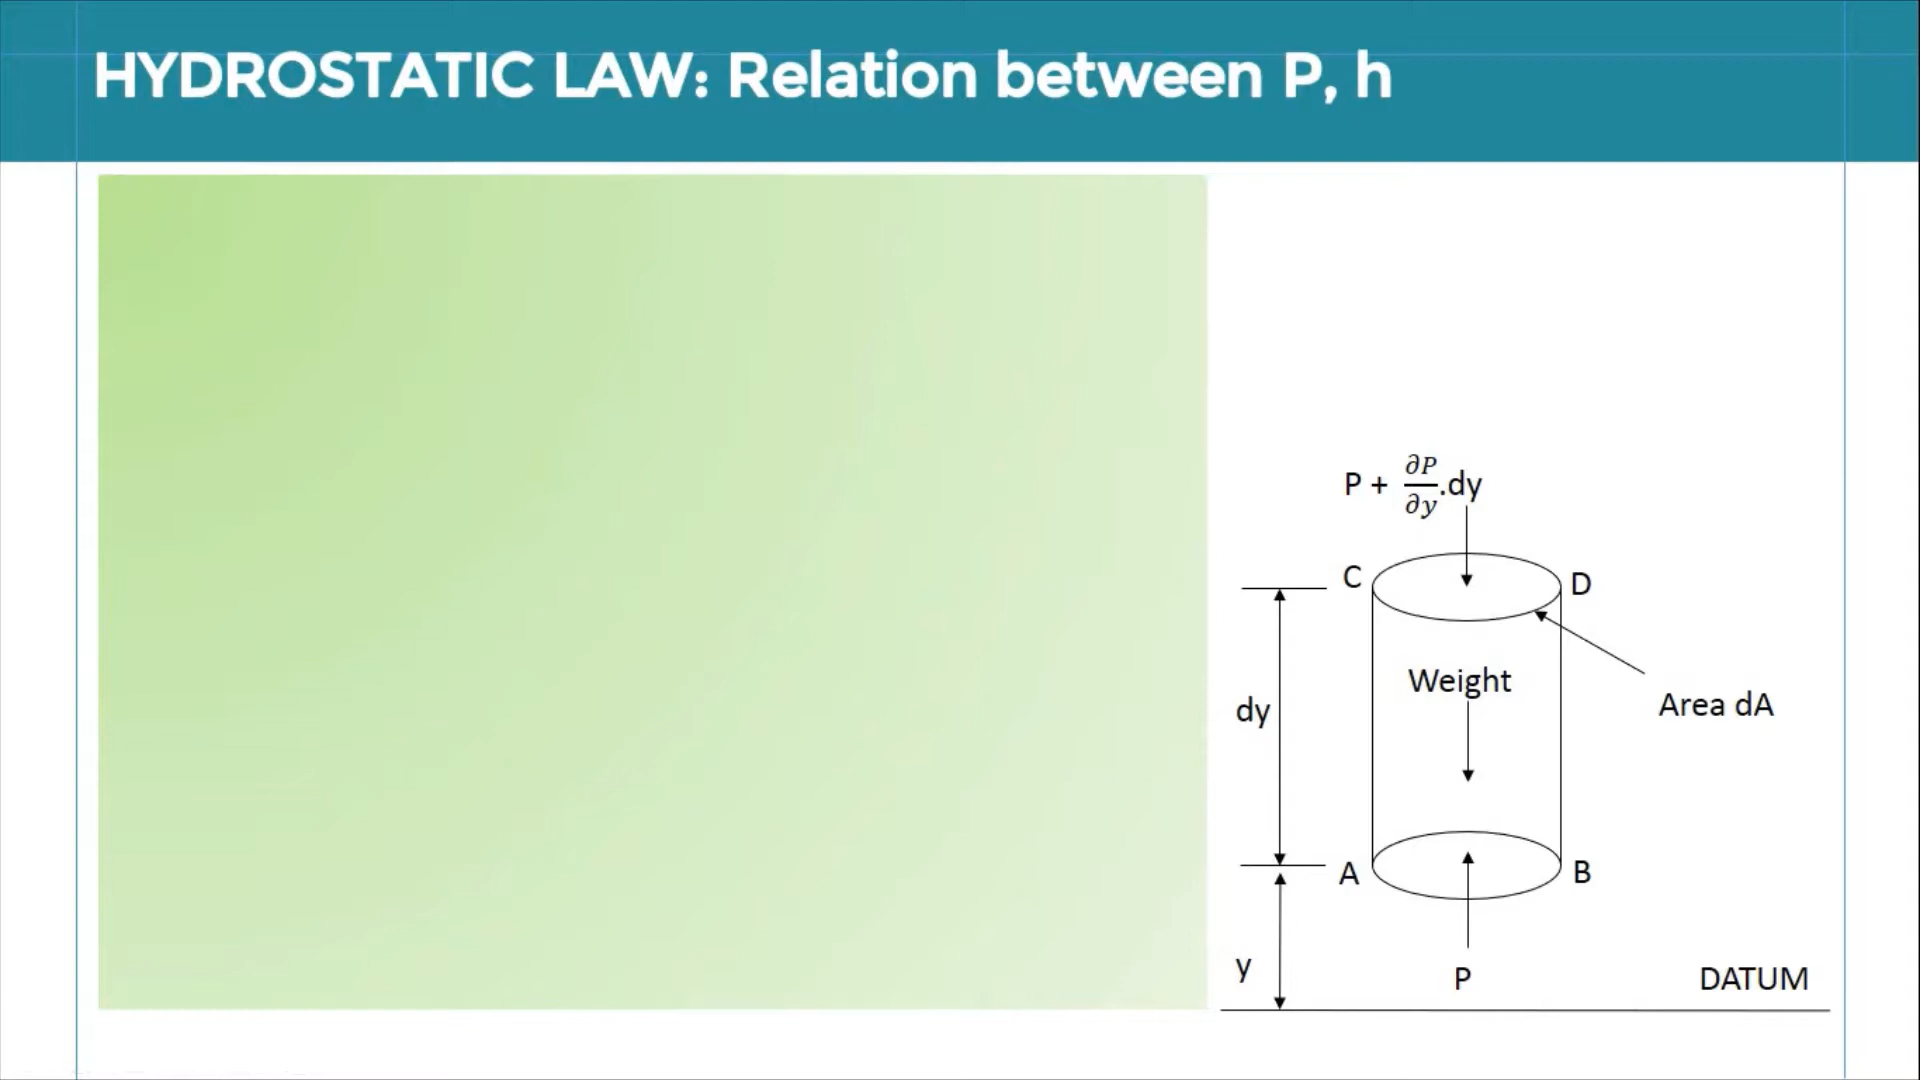 HYDROSTATIC LAW: Relation between P, h
P + ∂P/∂y .dy
C
D
Weight
Area dA
dy
A
B
y
P
DATUM